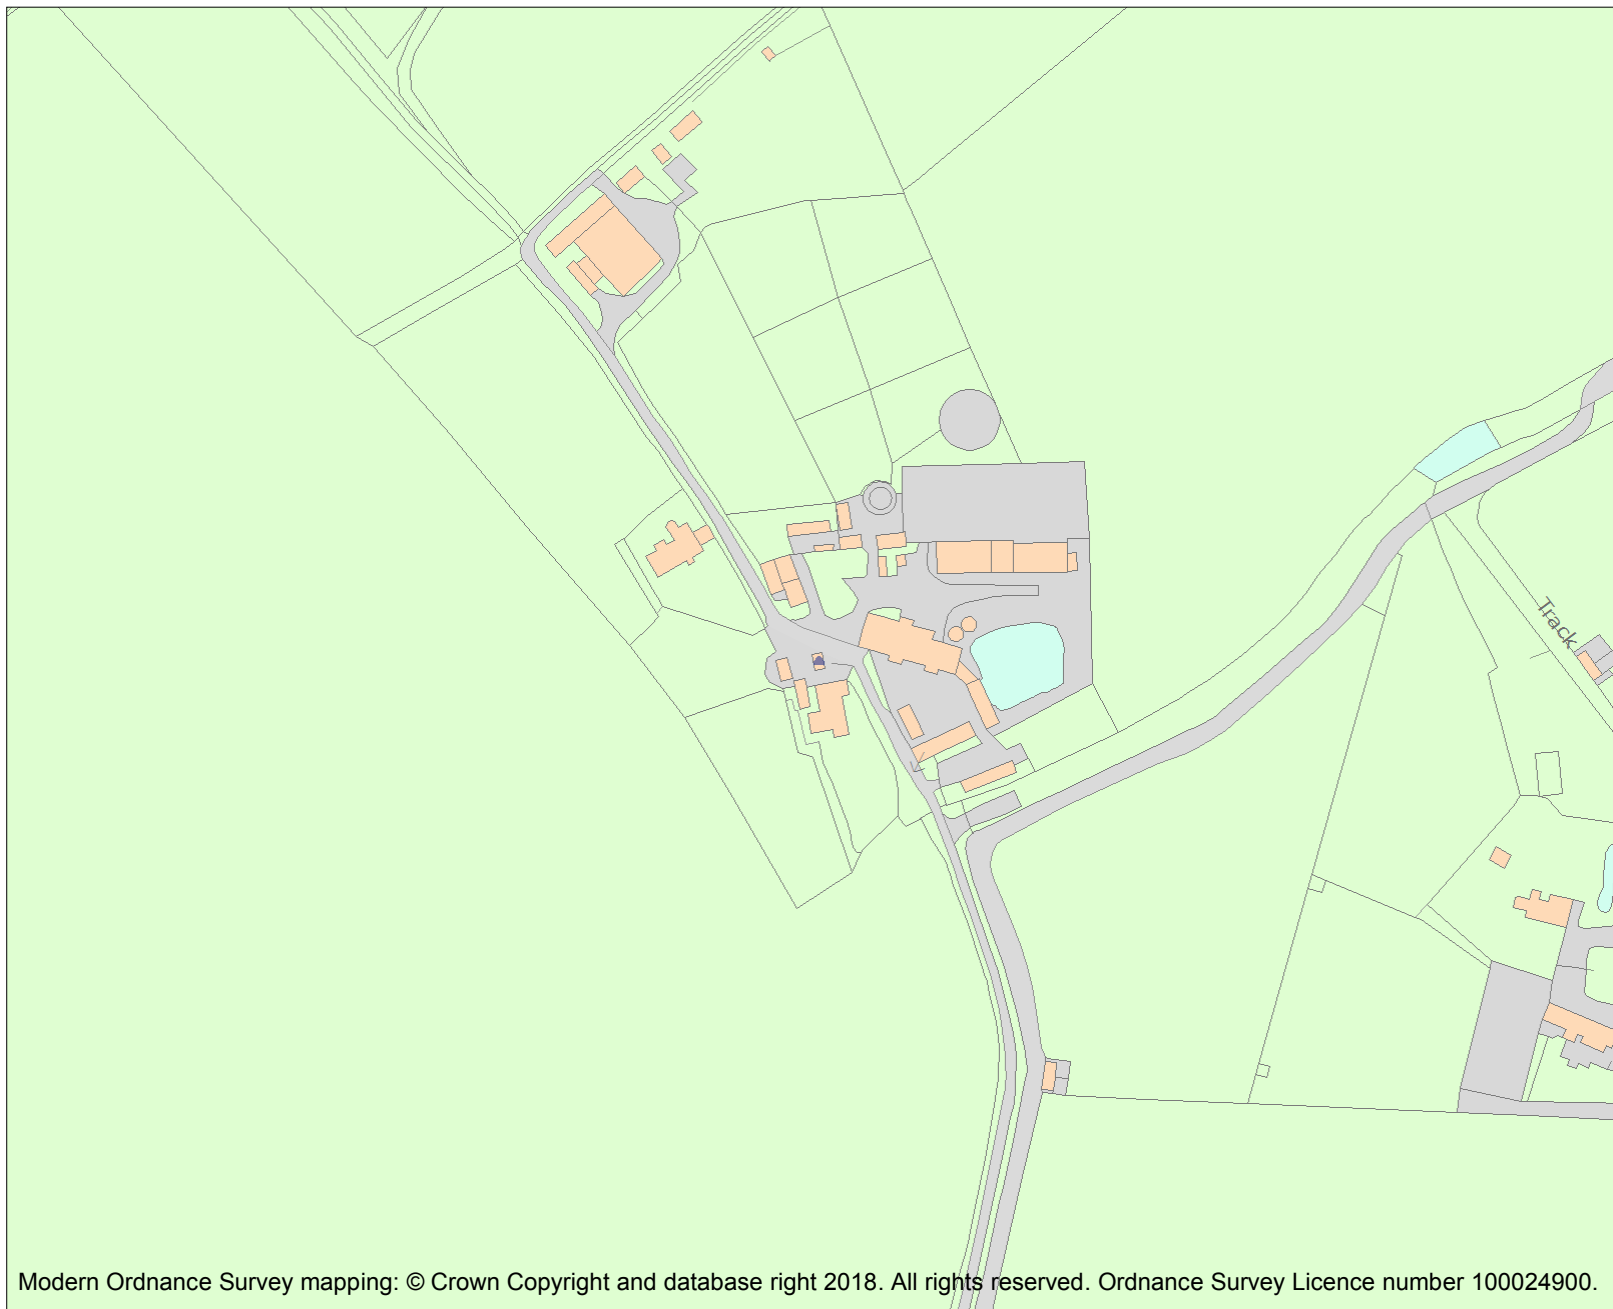 Track
Modern Ordnance Survey mapping: © Crown Copyright and database right 2018. All rights reserved. Ordnance Survey Licence number 100024900.